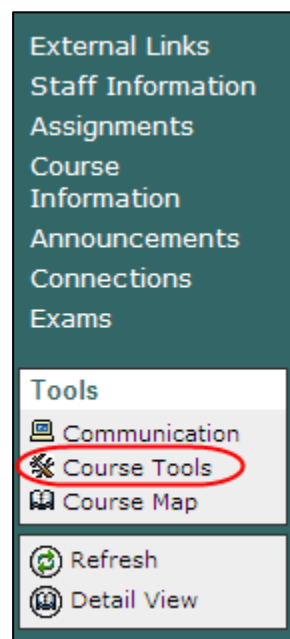 External Links
Staff Information
Assignments
Course
Information
Announcements
Connections
Exams
Tools
Communication
Course Tools
Course Map
Refresh
Detail View